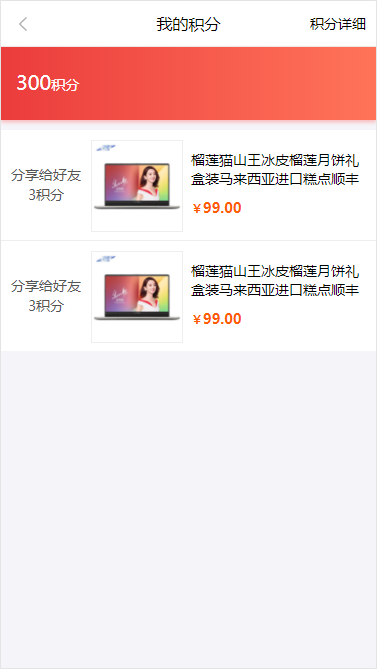 我的积分
积分详细
300积分
分享给好友
3积分
榴莲猫山王冰皮榴莲月饼礼
盒装马来西亚进口糕点顺丰
￥99.00
分享给好友
3积分
榴莲猫山王冰皮榴莲月饼礼
盒装马来西亚进口糕点顺丰
￥99.00